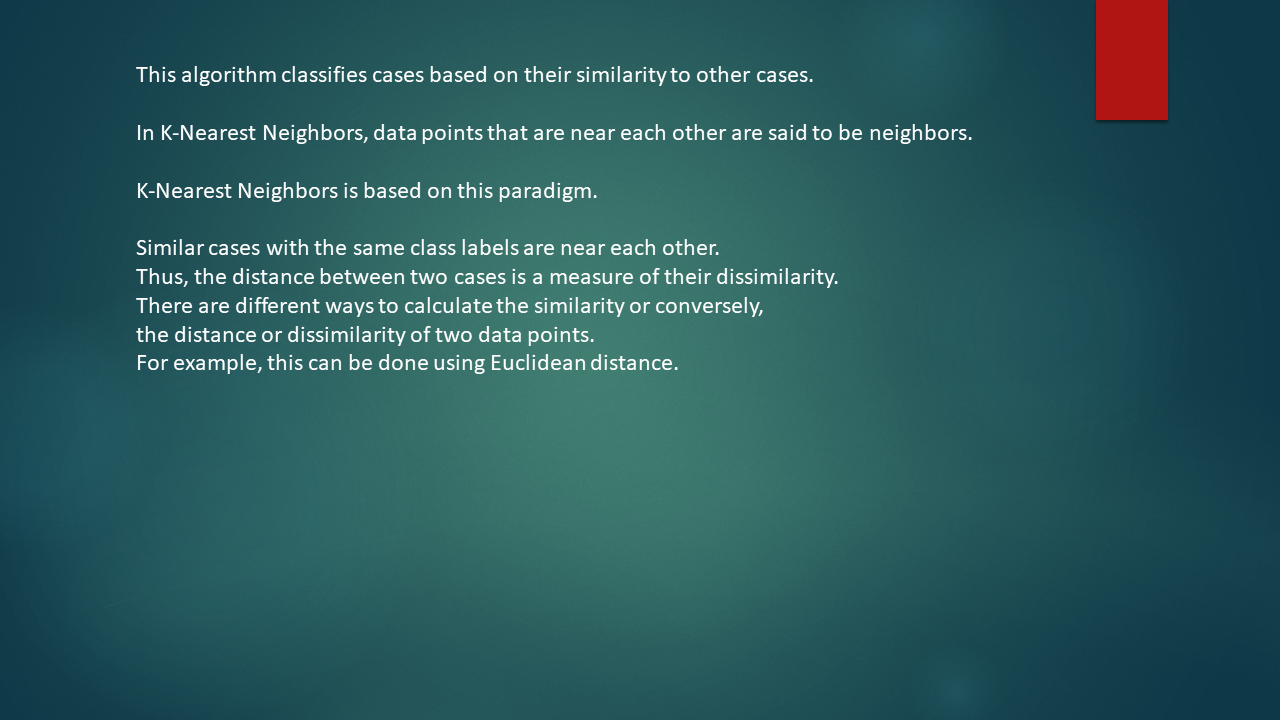 This algorithm classifies cases based on their similarity to other cases.
In K-Nearest Neighbors, data points that are near each other are said to be neighbors.
K-Nearest Neighbors is based on this paradigm.
Similar cases with the same class labels are near each other.
Thus, the distance between two cases is a measure of their dissimilarity.
There are different ways to calculate the similarity or conversely,
the distance or dissimilarity of two data points.
For example, this can be done using Euclidean distance.